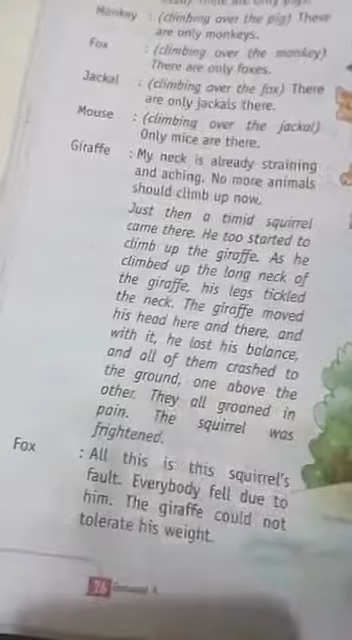 Monkey : (climbing over the pig) There
are only monkeys.
Fox : (climbing over the monkey)
There are only foxes.
Jackal : (climbing over the fox) There
are only jackals there.
Mouse : (climbing over the jackal)
Only mice are there.
Giraffe : My neck is already straining
and aching. No more animals
should climb up now.
Just then a timid squirrel
came there. He too started to
climb up the giraffe. As he
climbed up the long neck of
the giraffe, his legs tickled
the neck. The giraffe moved
his head here and there, and
with it, he lost his balance,
and all of them crashed to
the ground, one above the
other. They all groaned in
pain. The squirrel was
frightened.
Fox : All this is this squirrel's
fault. Everybody fell due to
him. The giraffe could not
tolerate his weight.
76